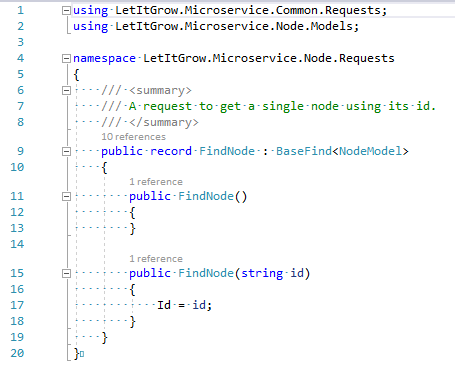 1 using LetItGrow.Microservice.Common.Requests;
2 using LetItGrow.Microservice.Node.Models;
3
4 namespace LetItGrow.Microservice.Node.Requests
5 {
6     /// <summary>
7     /// A request to get a single node using its id.
8     /// </summary>
10 references
9     public record FindNode : BaseFind<NodeModel>
10     {
1 reference
11         public FindNode()
12         {
13         }
14
1 reference
15         public FindNode(string id)
16         {
17             Id = id;
18         }
19     }
20 }